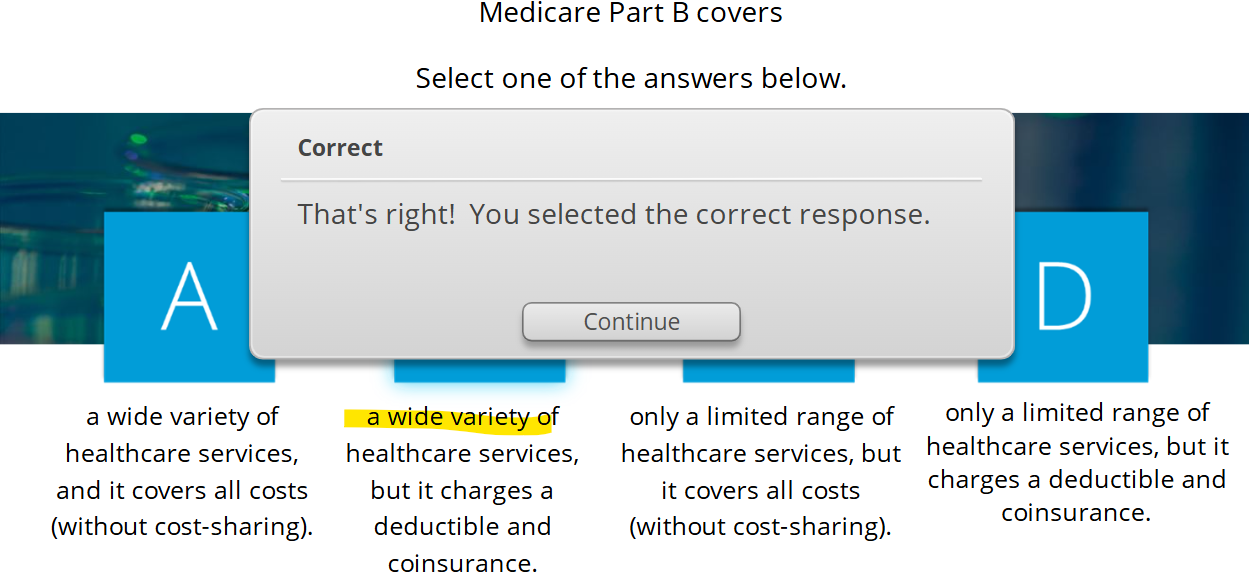 Medicare Part B covers
Select one of the answers below.
Correct
That's right!  You selected the correct response.
Continue
A
D
a wide variety of
healthcare services,
and it covers all costs
(without cost-sharing).
a wide variety of
healthcare services,
but it charges a
deductible and
coinsurance.
only a limited range of
healthcare services, but
it covers all costs
(without cost-sharing).
only a limited range of
healthcare services, but it
charges a deductible and
coinsurance.